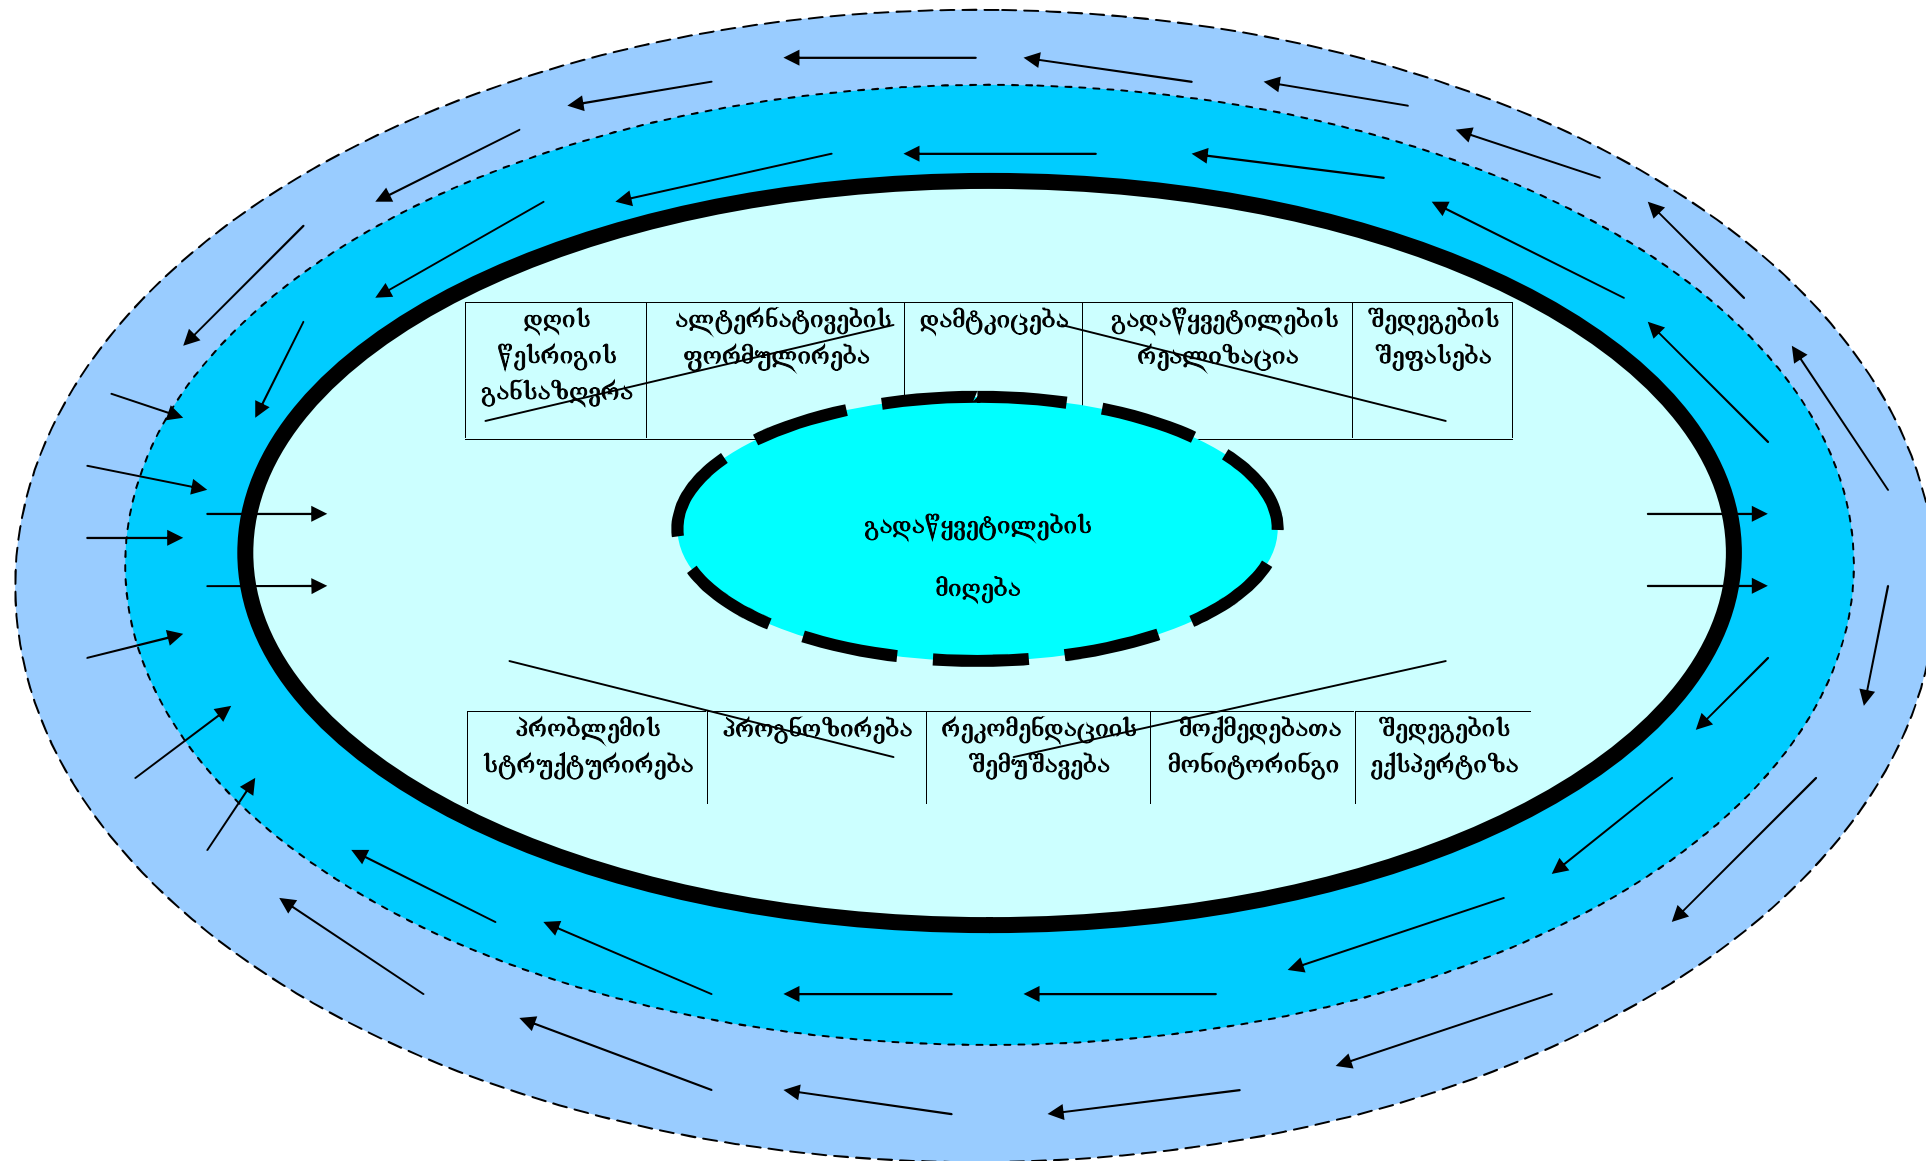 დღის
წესრიგის
განსაზღვრა
ალტერნატივების
ფორმულირება
დამტკიცება
გადაწყვეტილების
რეალიზაცია
შედეგების
შეფასება
გადაწყვეტილების
მიღება
პრობლემის
სტრუქტურირება
პროგნოზირება
რეკომენდაციის
შემუშავება
მოქმედებათა
მონიტორინგი
შედეგების
ექსპერტიზა